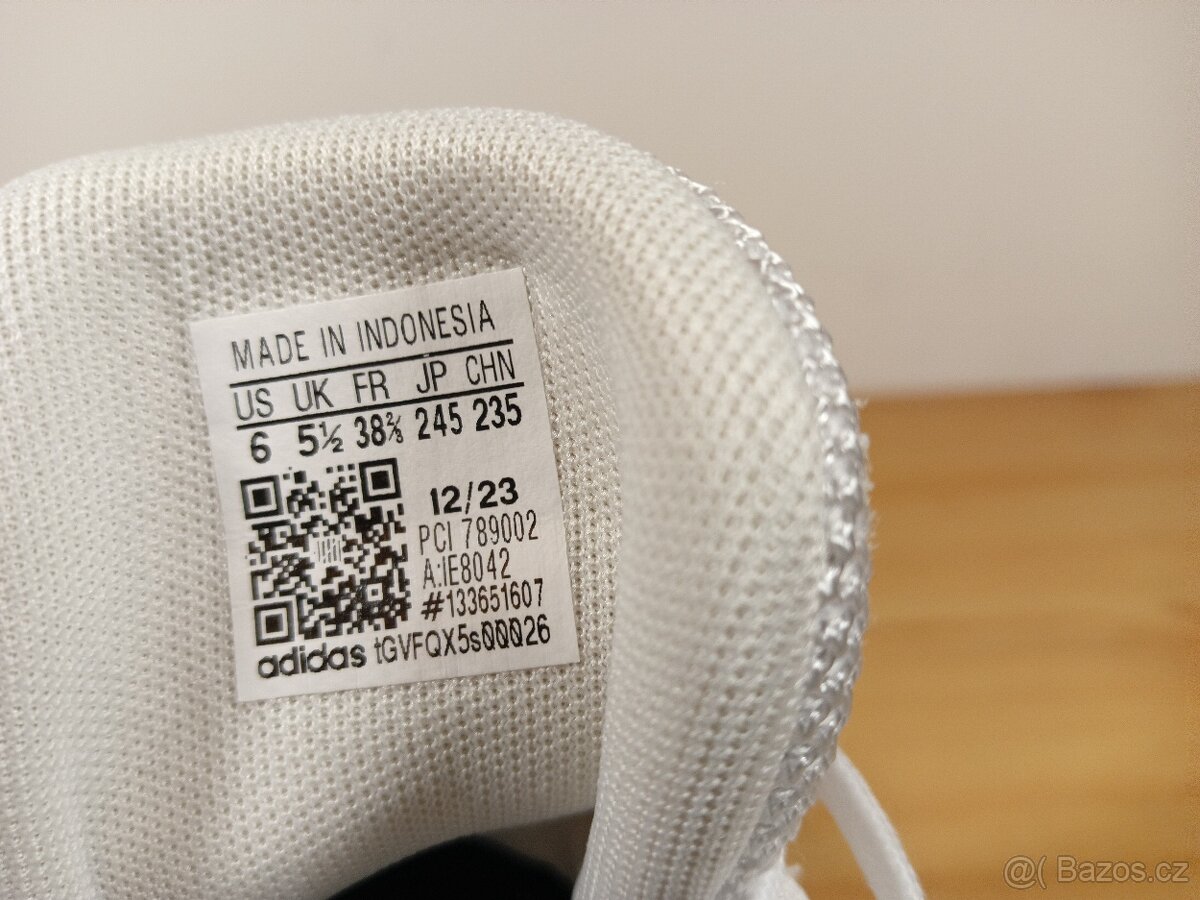 MADE IN INDONESIA
US UK FR JP CHN
6 5½ 38⅔ 245 235
12/23
PCI 789002
A:IE8042
#133651607
adidas tGVFQX5s00026
@( Bazos.cz